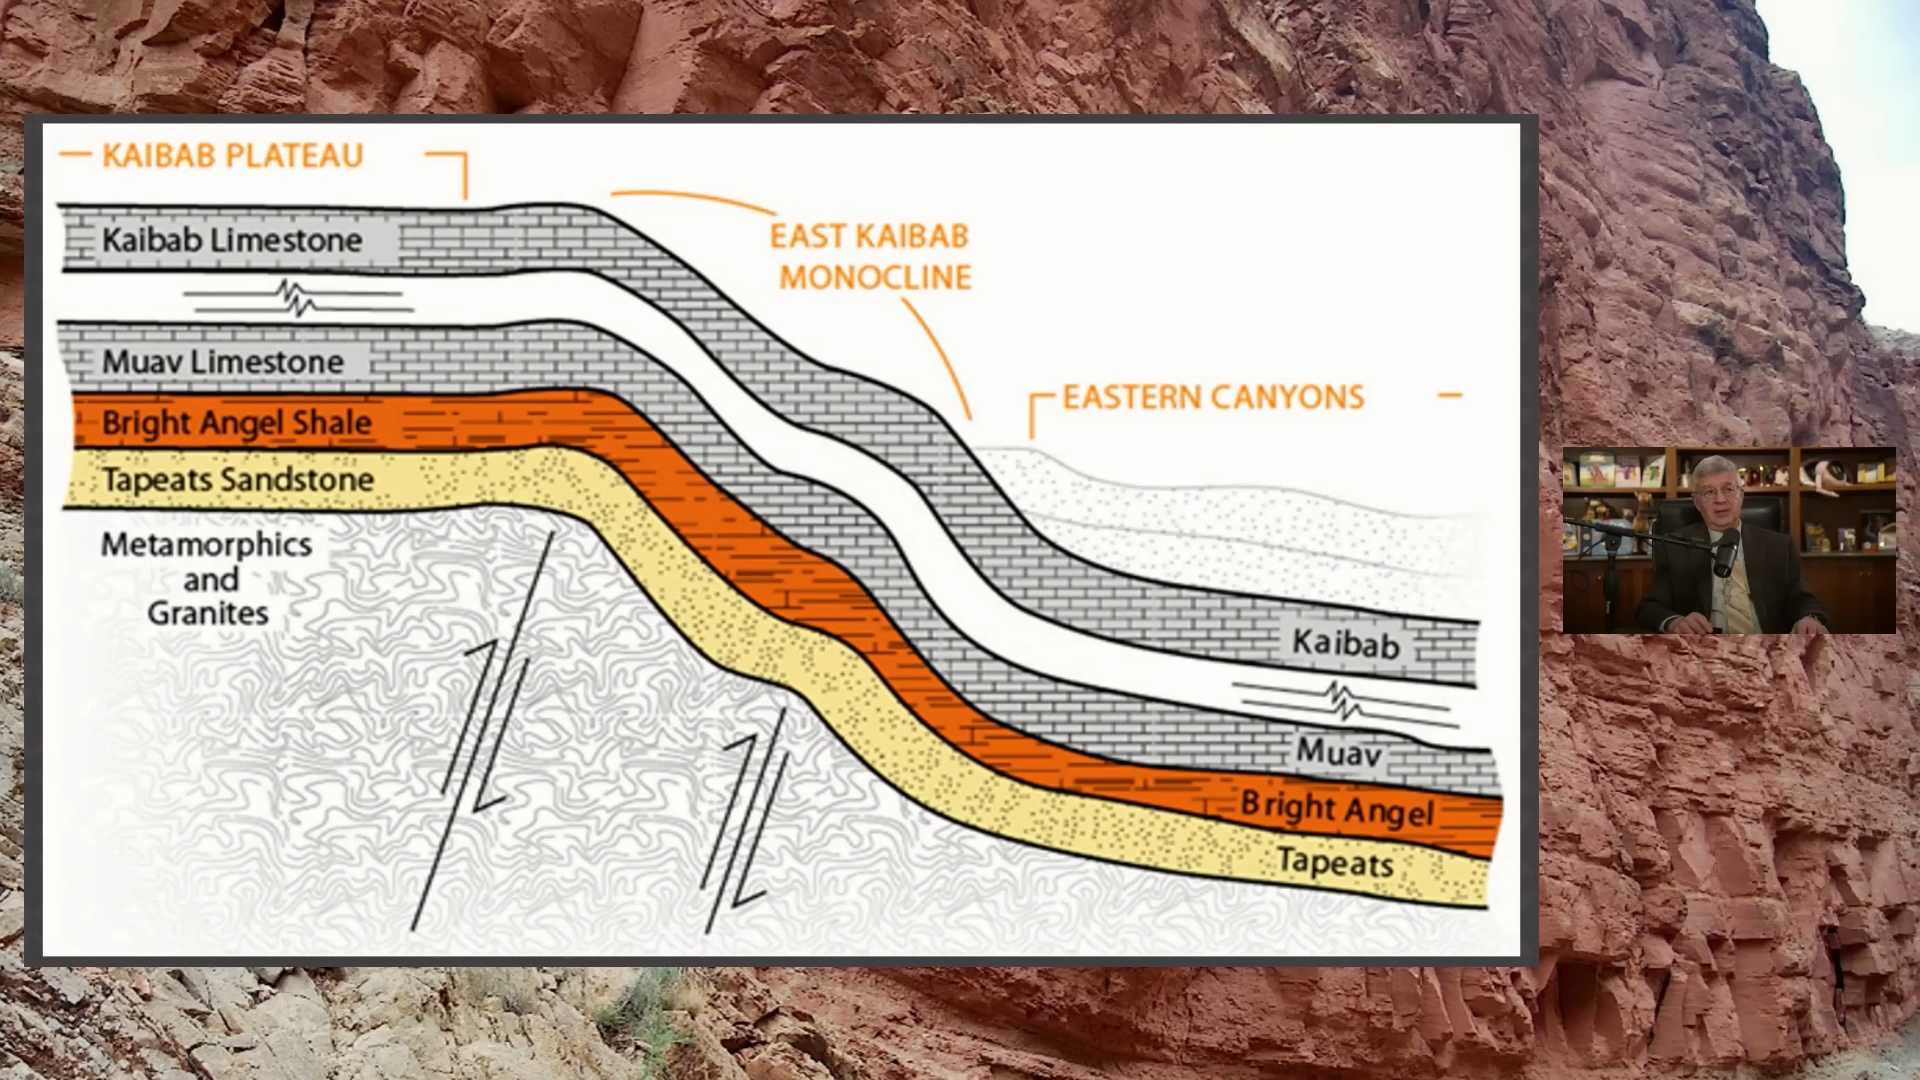 KAIBAB PLATEAU
Kaibab Limestone
EAST KAIBAB
MONOCLINE
Muav Limestone
EASTERN CANYONS
Bright Angel Shale
Tapeats Sandstone
Metamorphics
and
Granites
Kaibab
Muav
Bright Angel
Tapeats